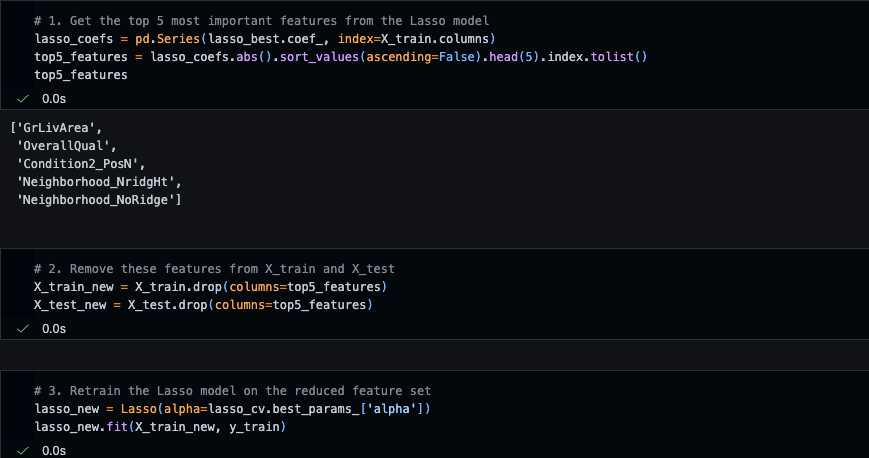 # 1. Get the top 5 most important features from the Lasso model
lasso_coefs = pd.Series(lasso_best.coef_, index=X_train.columns)
top5_features = lasso_coefs.abs().sort_values(ascending=False).head(5).index.tolist()
top5_features
0.0s
['GrLivArea',
'OverallQual',
'Condition2_PosN',
'Neighborhood_NridgHt',
'Neighborhood_NoRidge']
# 2. Remove these features from X_train and X_test
X_train_new = X_train.drop(columns=top5_features)
X_test_new = X_test.drop(columns=top5_features)
0.0s
# 3. Retrain the Lasso model on the reduced feature set
lasso_new = Lasso(alpha=lasso_cv.best_params_['alpha'])
lasso_new.fit(X_train_new, y_train)
0.0s